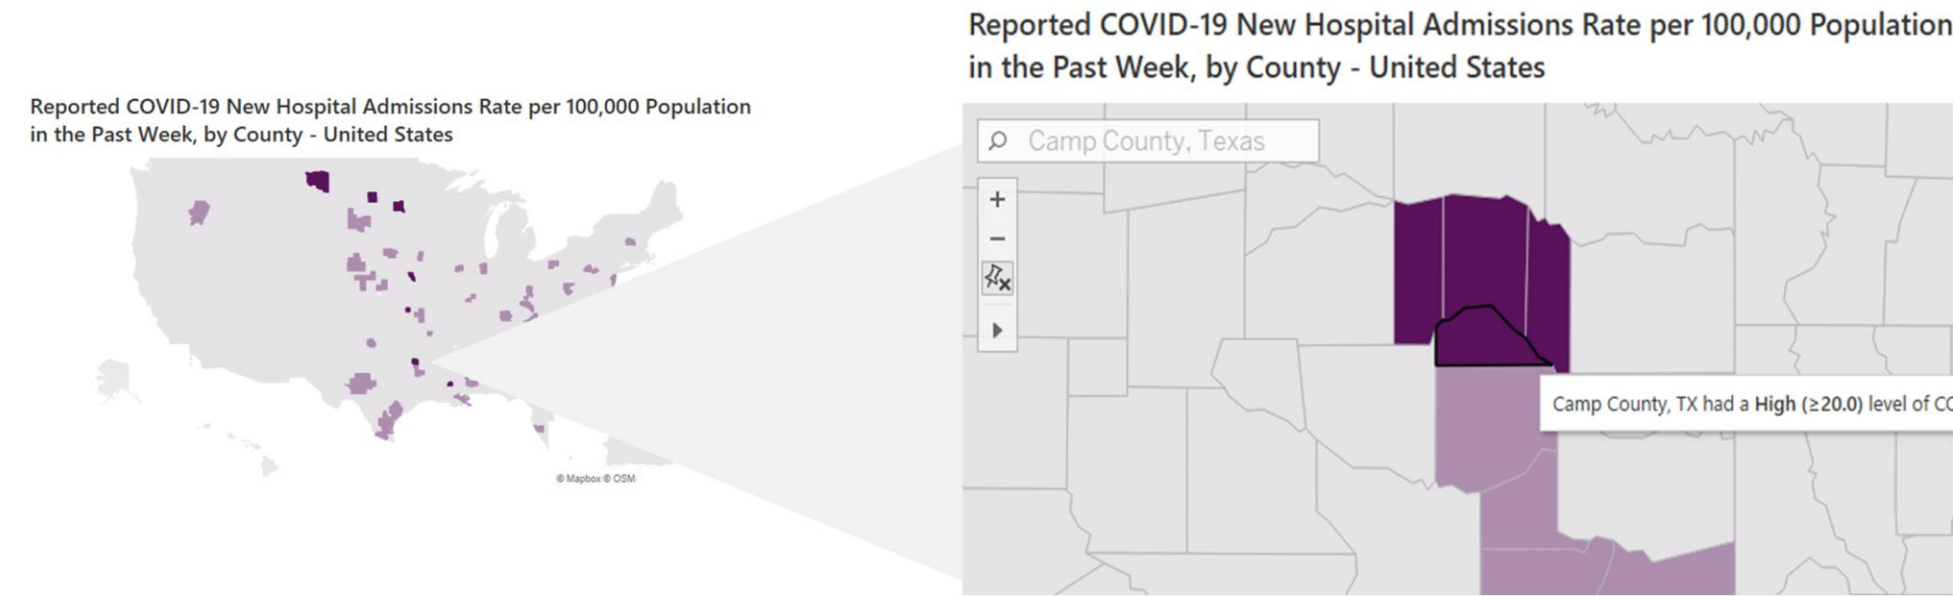 Reported COVID-19 New Hospital Admissions Rate per 100,000 Population
in the Past Week, by County - United States
© Mapbox © OSM
Reported COVID-19 New Hospital Admissions Rate per 100,000 Population
in the Past Week, by County - United States
Camp County, Texas
Camp County, TX had a High (≥20.0) level of CO